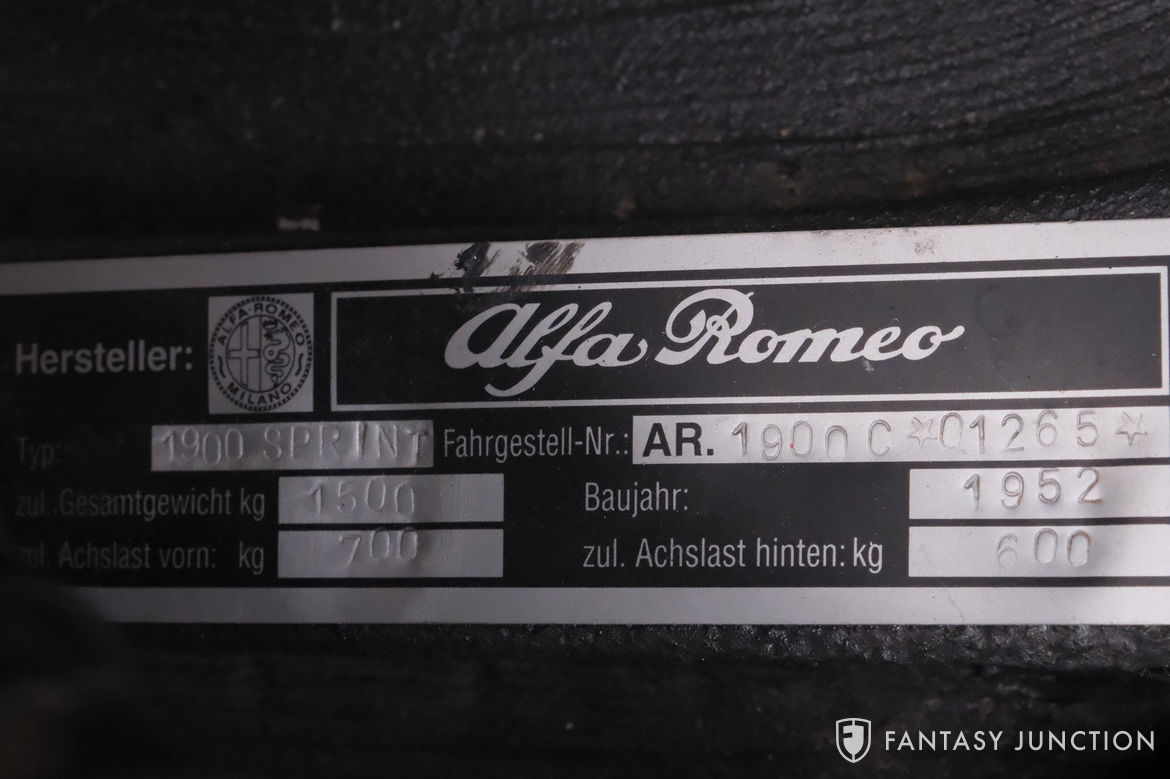 Hersteller: ALFA-ROMEO MILANO Alfa Romeo
Typ: 1900 SPRINT Fahrgestell-Nr.: AR. 1900 C ☆01265☆
zul. Gesamtgewicht kg 1500 Baujahr: 1952
zul. Achslast vorn: kg 700 zul. Achslast hinten: kg 600
FANTASY JUNCTION